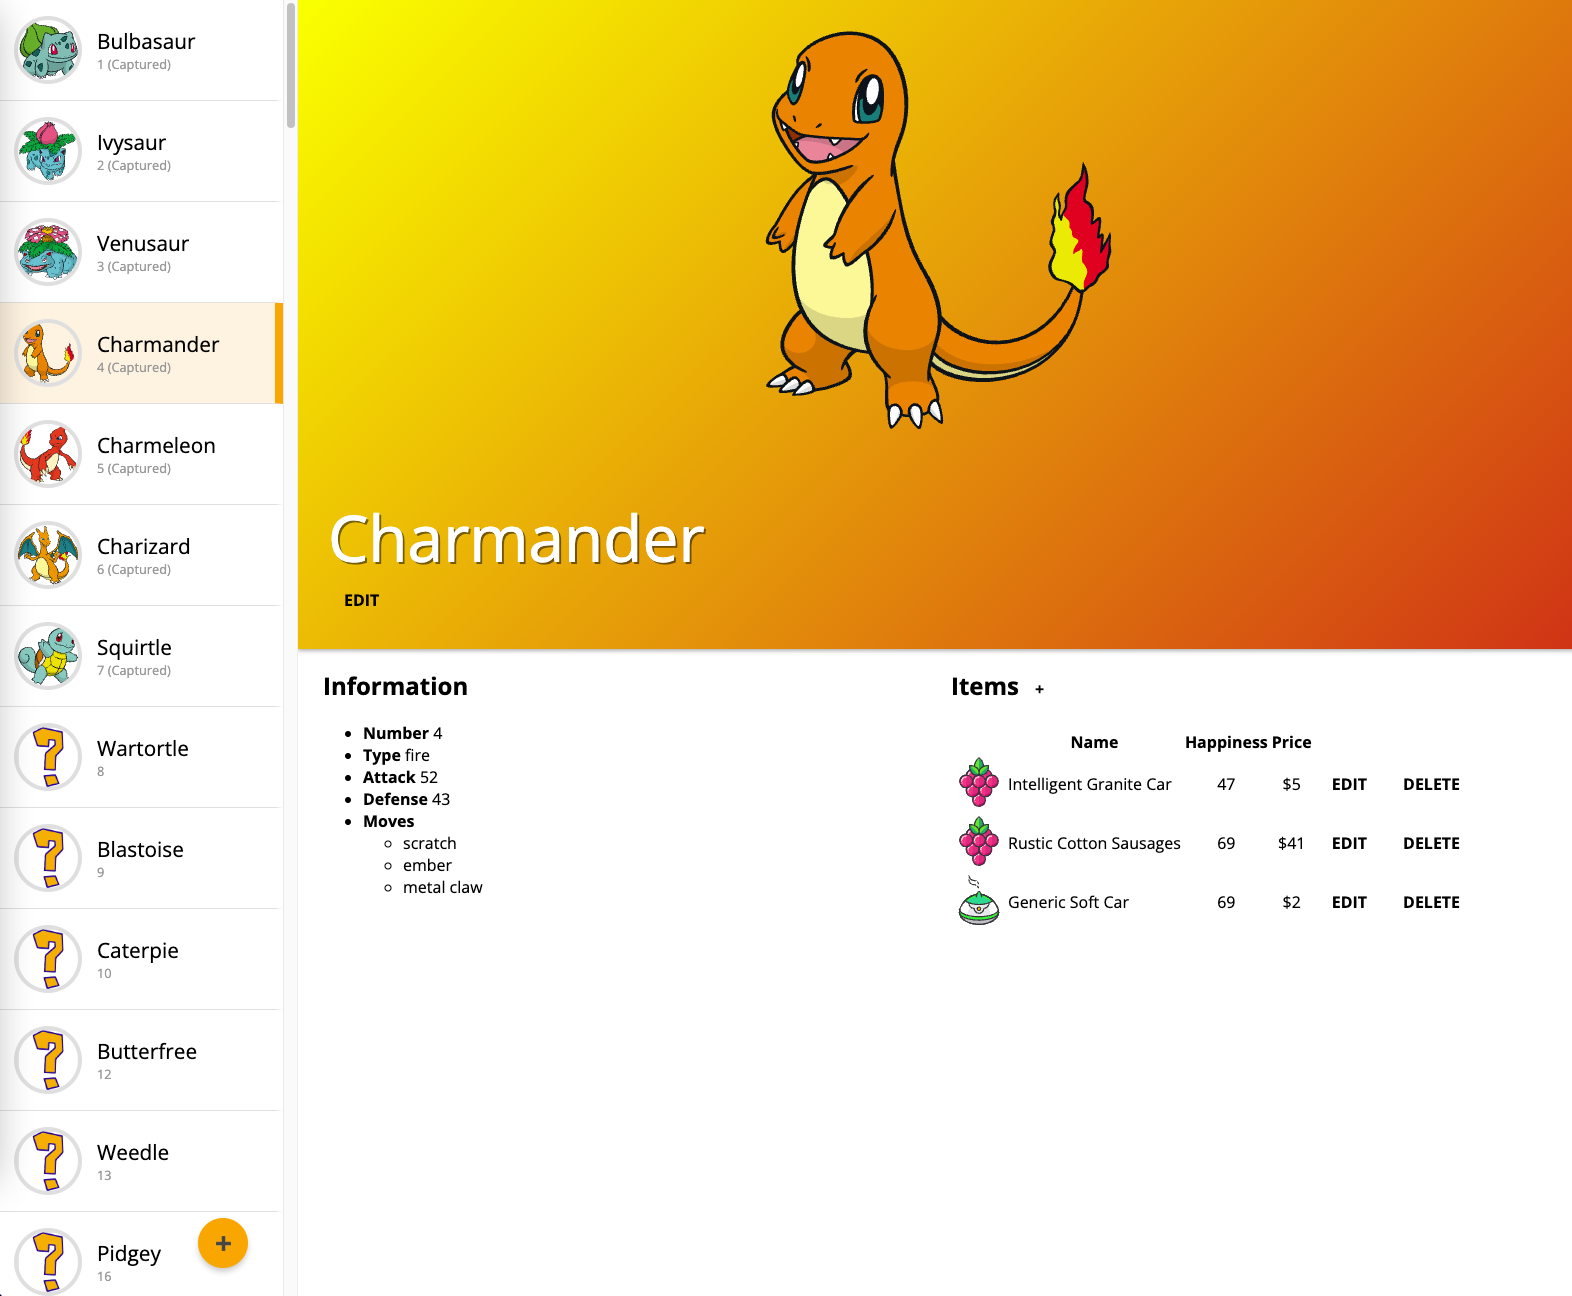 Bulbasaur
1 (Captured)
Ivysaur
2 (Captured)
Venusaur
3 (Captured)
Charmander
4 (Captured)
Charmeleon
5 (Captured)
Charizard
6 (Captured)
Squirtle
7 (Captured)
Wartortle
8
Blastoise
9
Caterpie
10
Butterfree
12
Weedle
13
Pidgey
16
+
Charmander
EDIT
Information
Number 4
Type fire
Attack 52
Defense 43
Moves
scratch
ember
metal claw
Items +
Name Happiness Price
Intelligent Granite Car 47 $5 EDIT DELETE
Rustic Cotton Sausages 69 $41 EDIT DELETE
Generic Soft Car 69 $2 EDIT DELETE